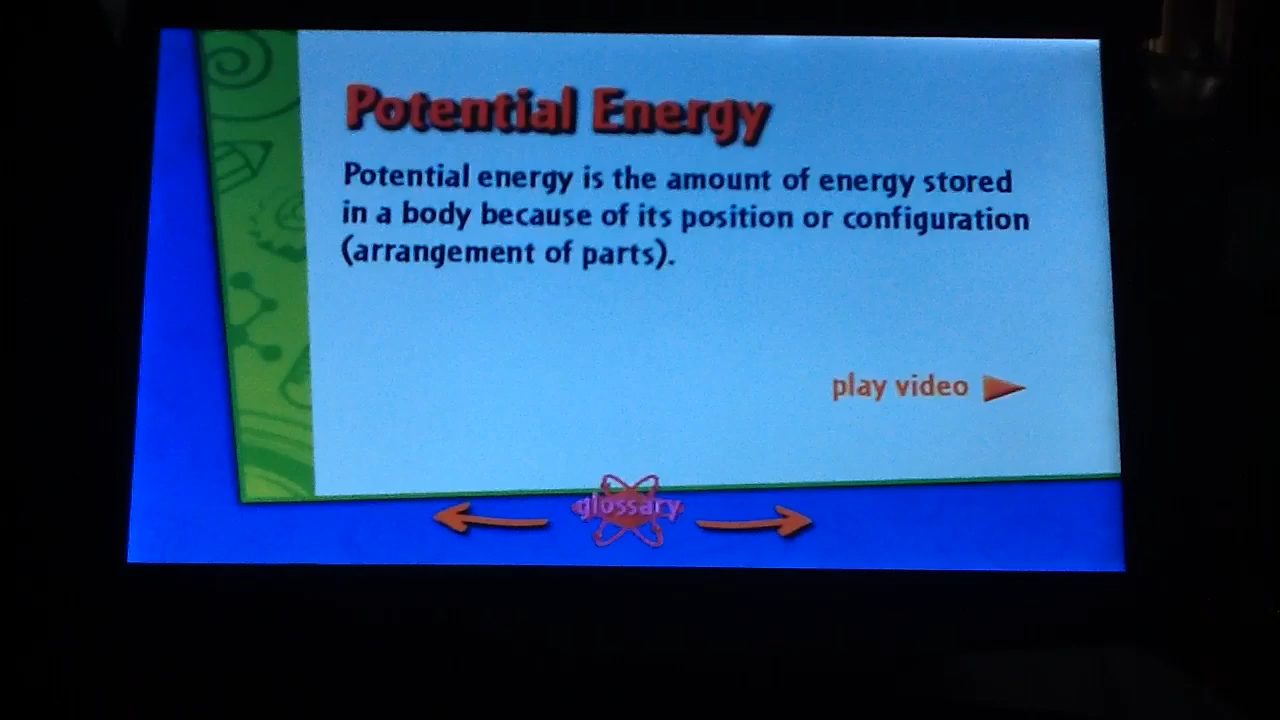 Potential Energy
Potential energy is the amount of energy stored
in a body because of its position or configuration
(arrangement of parts).
play video
glossary